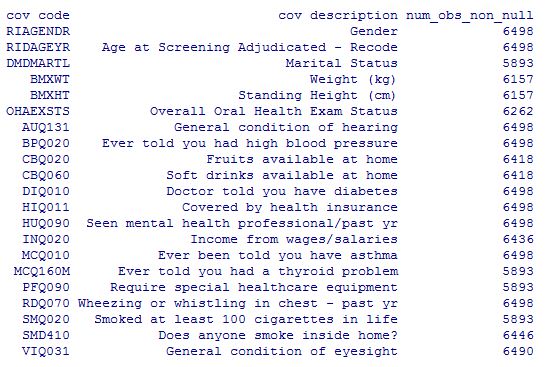 cov code cov description num_obs_non_null
RIAGENDR Gender 6498
RIDAGEYR Age at Screening Adjudicated - Recode 6498
DMDMARTL Marital Status 5893
BMXWT Weight (kg) 6157
BMXHT Standing Height (cm) 6157
OHAEXSTS Overall Oral Health Exam Status 6262
AUQ131 General condition of hearing 6498
BPQ020 Ever told you had high blood pressure 6498
CBQ020 Fruits available at home 6418
CBQ060 Soft drinks available at home 6418
DIQ010 Doctor told you have diabetes 6498
HIQ011 Covered by health insurance 6498
HUQ090 Seen mental health professional/past yr 6498
INQ020 Income from wages/salaries 6436
MCQ010 Ever been told you have asthma 6498
MCQ160M Ever told you had a thyroid problem 5893
PFQ090 Require special healthcare equipment 5893
RDQ070 Wheezing or whistling in chest - past yr 6498
SMQ020 Smoked at least 100 cigarettes in life 5893
SMD410 Does anyone smoke inside home? 6446
VIQ031 General condition of eyesight 6490